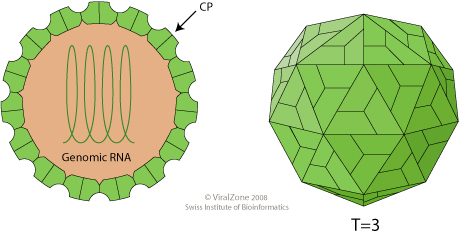 CP
Genomic RNA
© ViralZone 2008
Swiss Institute of Bioinformatics
T=3